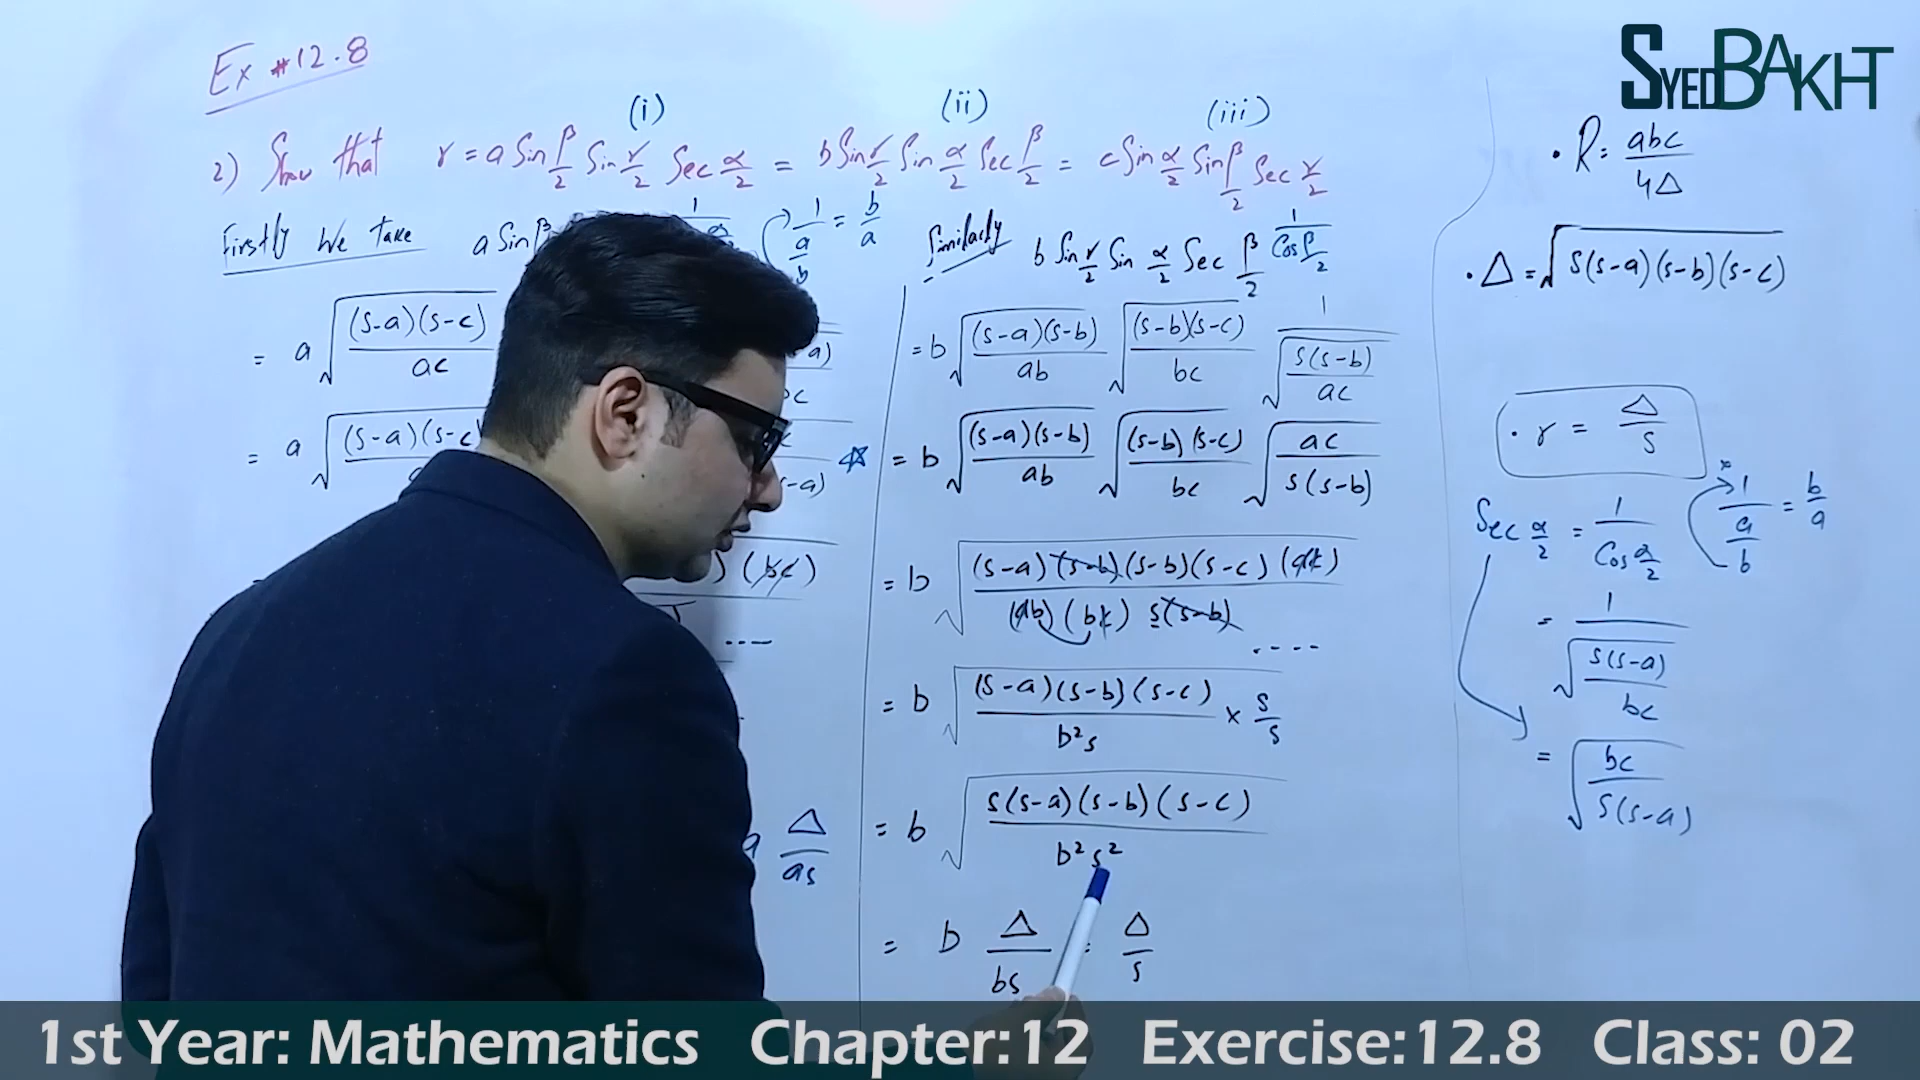 SYEDBAKHT
Ex # 12.8
(i) (ii) (iii)
2) Show that r = a Sin β/2 Sin γ/2 Sec α/2 = b Sin γ/2 Sin α/2 Sec β/2 = c Sin α/2 Sin β/2 Sec γ/2
Firstly We Take a Sin β
1/(a/b) = b/a
= a √((s-a)(s-c)/ac)
= a √((s-a)(s-c)
(bc)
....
a Δ/as
Similarly b Sin γ/2 Sin α/2 Sec β/2 1/Cos β/2
= b √((s-a)(s-b)/ab) √((s-b)(s-c)/bc) 1/√(s(s-b)/ac)
☆ = b √((s-a)(s-b)/ab) √((s-b)(s-c)/bc) √(ac/s(s-b))
= b √((s-a)(s-b)(s-b)(s-c)(ac)/(ab)(bc) s(s-b))
....
= b √((s-a)(s-b)(s-c)/b²s × s/s)
= b √(s(s-a)(s-b)(s-c)/b²s²)
= b Δ/bs = Δ/s
• R = abc/4Δ
• Δ = √(s(s-a)(s-b)(s-c))
• r = Δ/s
Sec α/2 = 1/Cos α/2
1/(a/b) = b/a
= 1/√(s(s-a)/bc)
= √(bc/s(s-a))
1st Year: Mathematics Chapter:12 Exercise:12.8 Class: 02